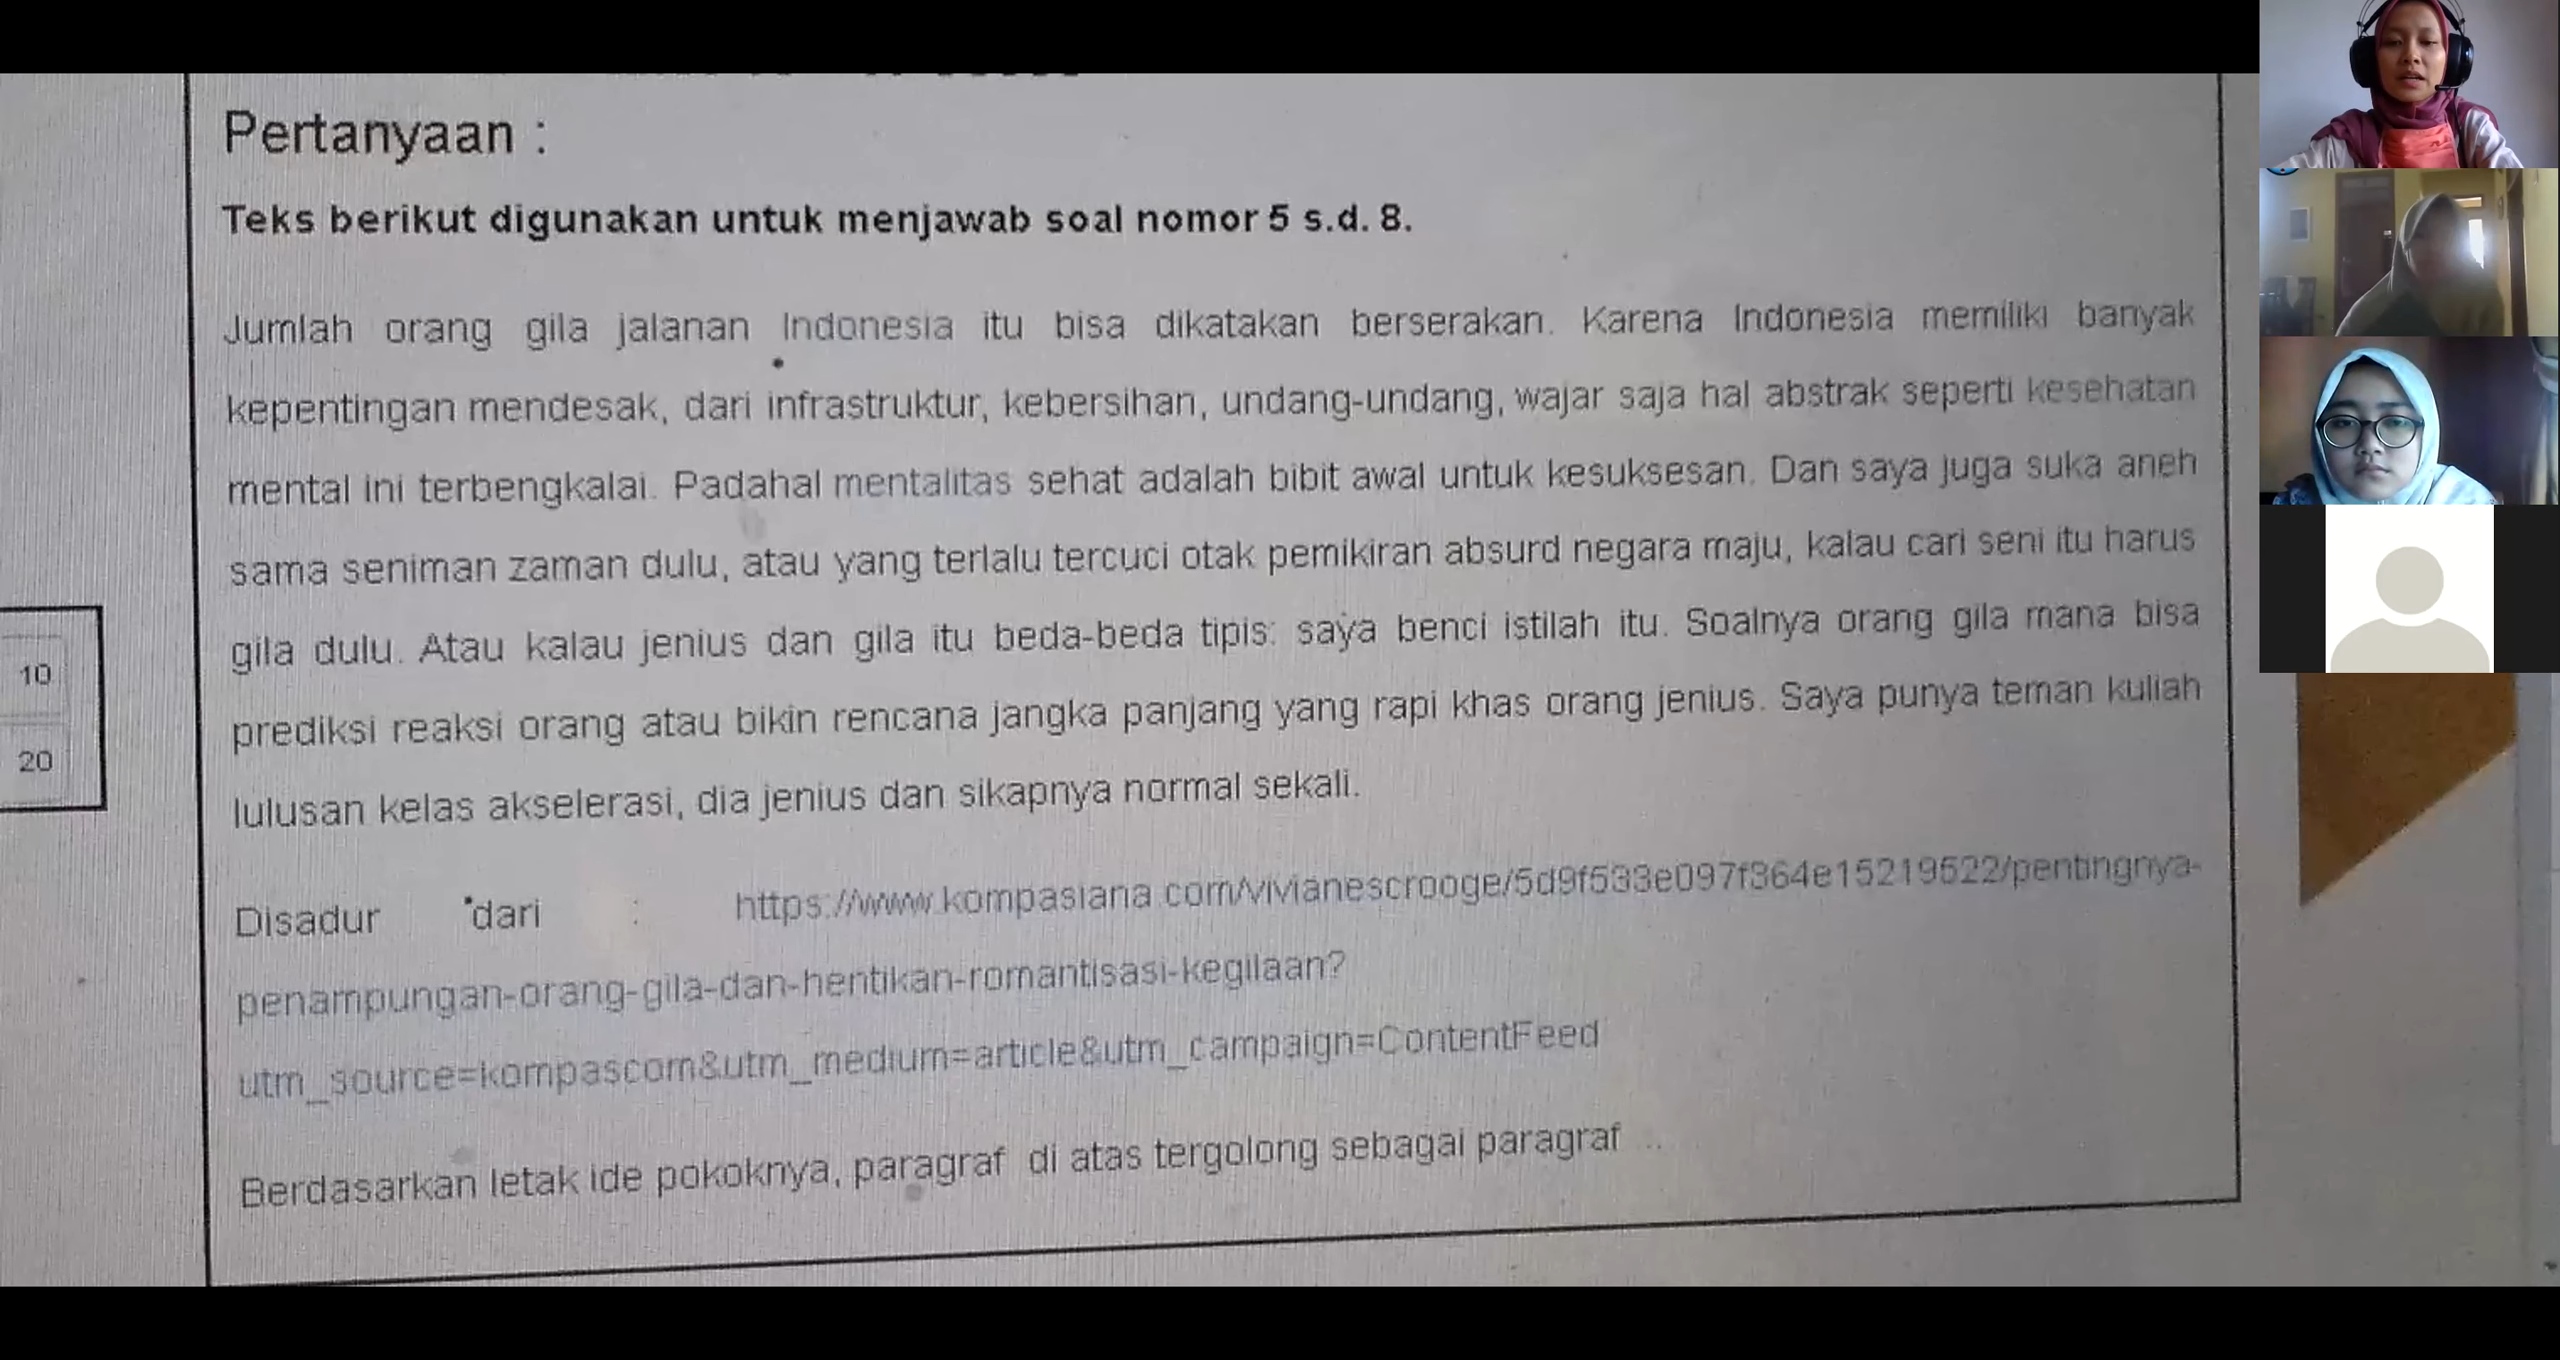 Pertanyaan :
Teks berikut digunakan untuk menjawab soal nomor 5 s.d. 8.
Jumlah orang gila jalanan Indonesia itu bisa dikatakan berserakan. Karena Indonesia memiliki banyak
kepentingan mendesak, dari infrastruktur, kebersihan, undang-undang, wajar saja hal abstrak seperti kesehatan
mental ini terbengkalai. Padahal mentalitas sehat adalah bibit awal untuk kesuksesan. Dan saya juga suka aneh
sama seniman zaman dulu, atau yang terlalu tercuci otak pemikiran absurd negara maju, kalau cari seni itu harus
gila dulu. Atau kalau jenius dan gila itu beda-beda tipis: saya benci istilah itu. Soalnya orang gila mana bisa
prediksi reaksi orang atau bikin rencana jangka panjang yang rapi khas orang jenius. Saya punya teman kuliah
lulusan kelas akselerasi, dia jenius dan sikapnya normal sekali.
Disadur dari : https://www.kompasiana.com/vivianescrooge/5d9f533e097f364e15219522/pentingnya-
penampungan-orang-gila-dan-hentikan-romantisasi-kegilaan?
utm_source=kompascom&utm_medium=article&utm_campaign=ContentFeed
Berdasarkan letak ide pokoknya, paragraf di atas tergolong sebagai paragraf ...
10
20